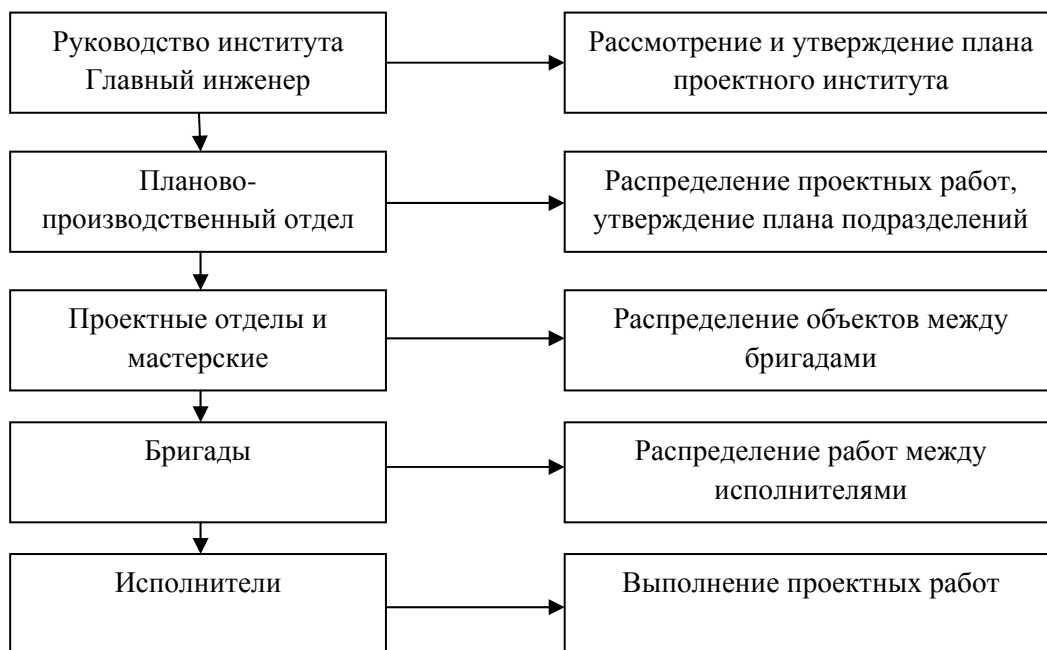 Руководство института
Главный инженер
Рассмотрение и утверждение плана
проектного института
Планово-
производственный отдел
Распределение проектных работ,
утверждение плана подразделений
Проектные отделы и
мастерские
Распределение объектов между
бригадами
Бригады
Распределение работ между
исполнителями
Исполнители
Выполнение проектных работ